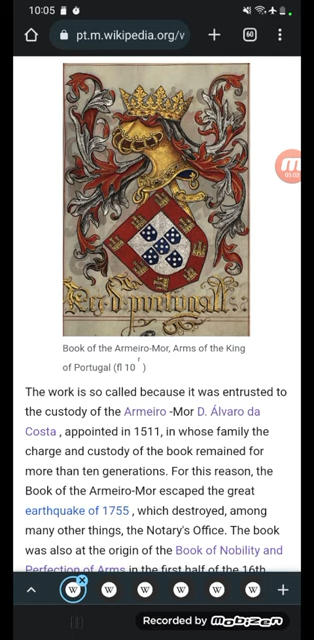 10:05
pt.m.wikipedia.org/v
60
Rey d portugall
Book of the Armeiro-Mor, Arms of the King
of Portugal (fl 10 r )
The work is so called because it was entrusted to
the custody of the Armeiro -Mor D. Álvaro da
Costa , appointed in 1511, in whose family the
charge and custody of the book remained for
more than ten generations. For this reason, the
Book of the Armeiro-Mor escaped the great
earthquake of 1755 , which destroyed, among
many other things, the Notary's Office. The book
was also at the origin of the Book of Nobility and
Perfection of Arms in the first half of the 16th
W W W W W W
Recorded by Mobizen